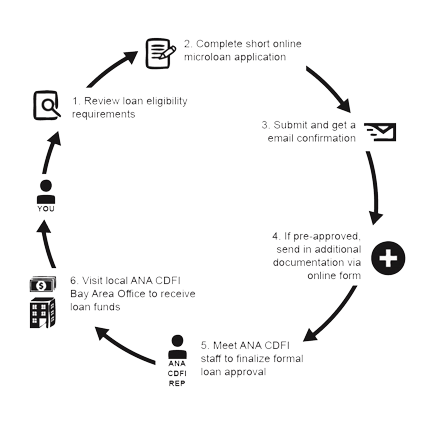 2. Complete short online
microloan application
1. Review loan eligibility
requirements
3. Submit and get a
email confirmation
YOU
4. If pre-approved,
send in additional
documentation via
online form
6. Visit local ANA CDFI
Bay Area Office to receive
loan funds
5. Meet ANA CDFI
staff to finalize formal
loan approval
ANA
CDFI
REP